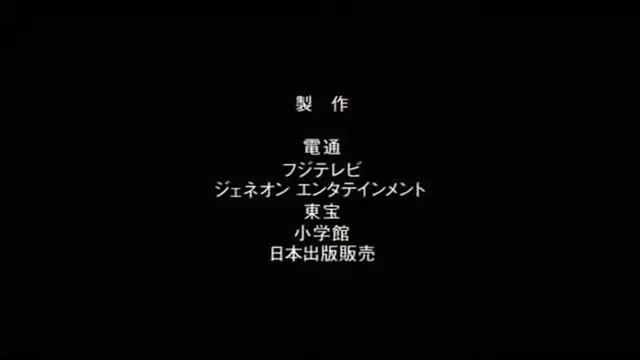 製 作
電通
フジテレビ
ジェネオン エンタテインメント
東宝
小学館
日本出版販売